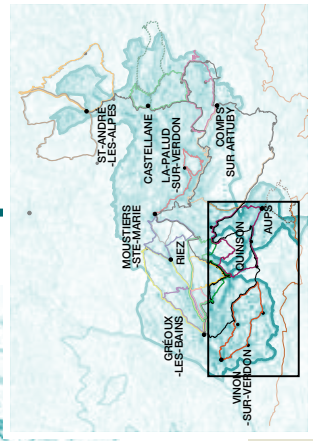 ST-ANDRÉ
-LES-ALPES
CASTELLANE
LA-PALUD
-SUR-VERDON
COMPS
SUR ARTUBY
MOUSTIERS
-STE-MARIE
RIEZ
QUINSON
AUPS
GRÉOUX
-LES-BAINS
VINON
-SUR-VERDON